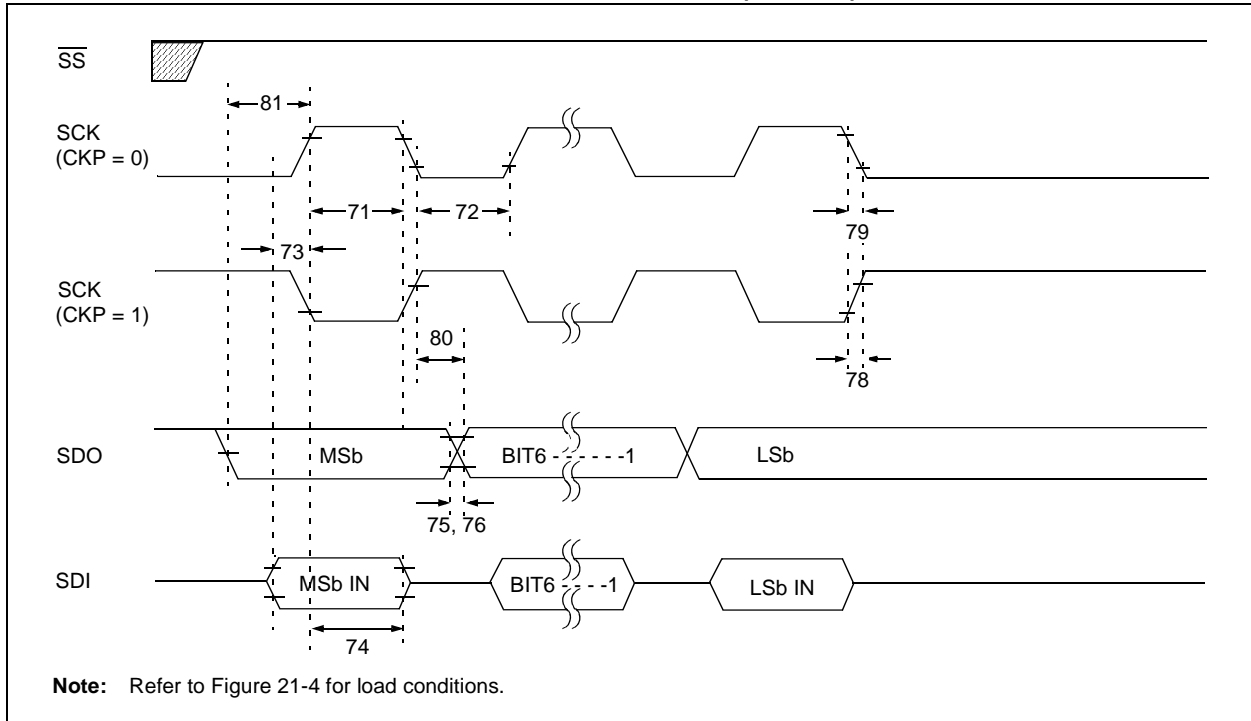 SS
81
SCK
(CKP = 0)
71
72
79
73
SCK
(CKP = 1)
80
78
SDO
MSb
BIT6 - - - - - -1
LSb
75, 76
SDI
MSb IN
BIT6 - - - -1
LSb IN
74
Note: Refer to Figure 21-4 for load conditions.